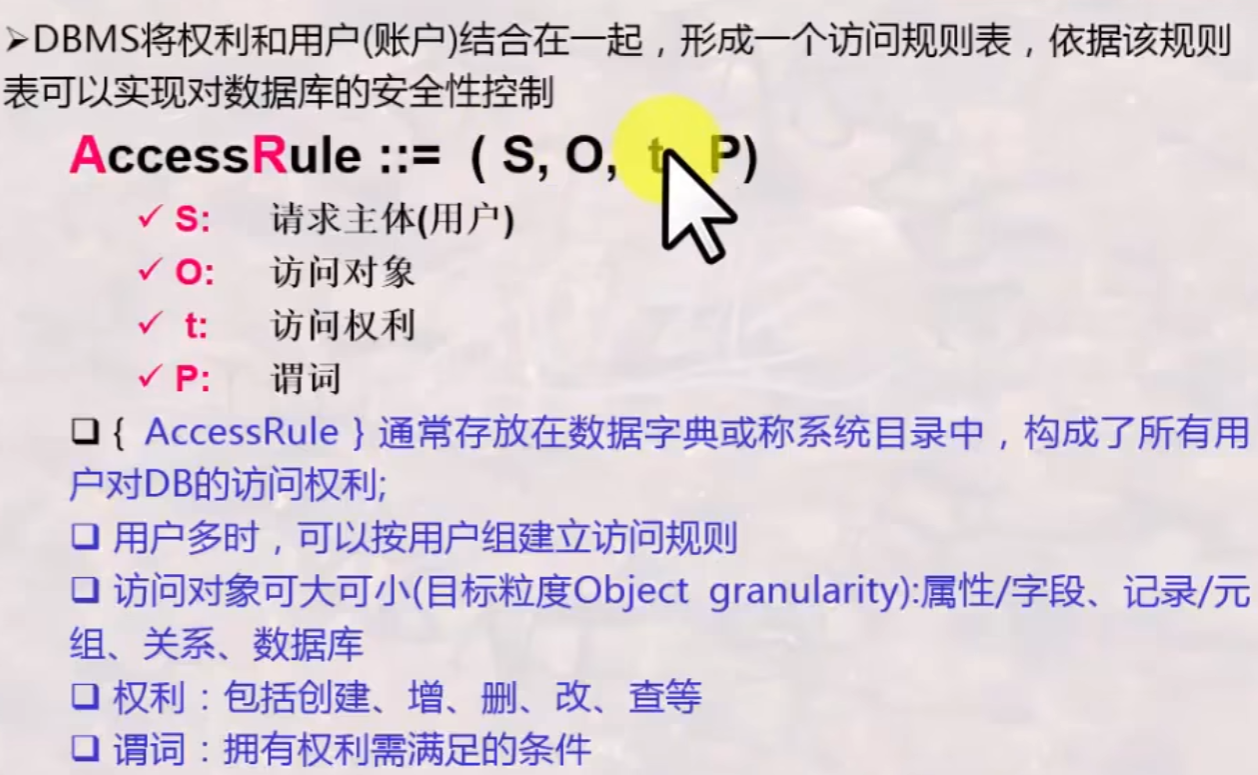 ➢DBMS将权利和用户(账户)结合在一起，形成一个访问规则表，依据该规则
表可以实现对数据库的安全性控制
AccessRule ::= ( S, O, t, P)
✓ S: 请求主体(用户)
✓ O: 访问对象
✓ t: 访问权利
✓ P: 谓词
❑ { AccessRule } 通常存放在数据字典或称系统目录中，构成了所有用
户对DB的访问权利;
❑ 用户多时，可以按用户组建立访问规则
❑ 访问对象可大可小(目标粒度Object granularity):属性/字段、记录/元
组、关系、数据库
❑ 权利：包括创建、增、删、改、查等
❑ 谓词：拥有权利需满足的条件